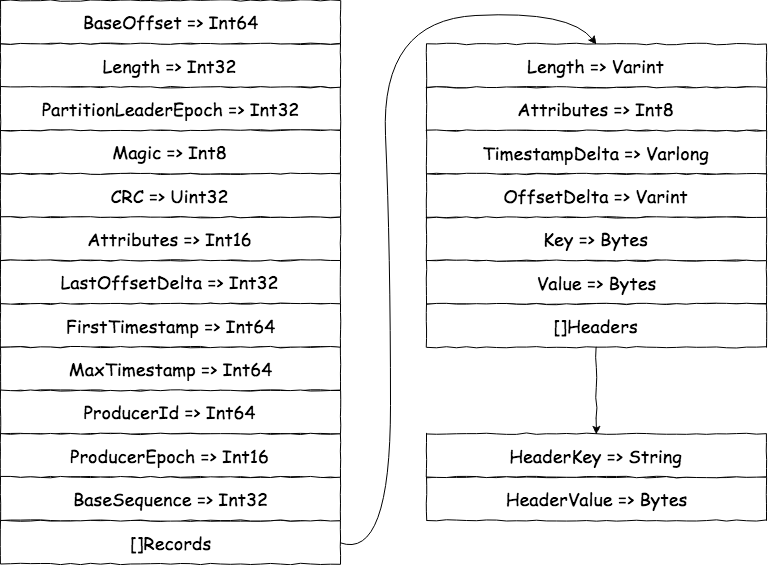 BaseOffset => Int64
Length => Int32
PartitionLeaderEpoch => Int32
Magic => Int8
CRC => Uint32
Attributes => Int16
LastOffsetDelta => Int32
FirstTimestamp => Int64
MaxTimestamp => Int64
ProducerId => Int64
ProducerEpoch => Int16
BaseSequence => Int32
[]Records
Length => Varint
Attributes => Int8
TimestampDelta => Varlong
OffsetDelta => Varint
Key => Bytes
Value => Bytes
[]Headers
HeaderKey => String
HeaderValue => Bytes